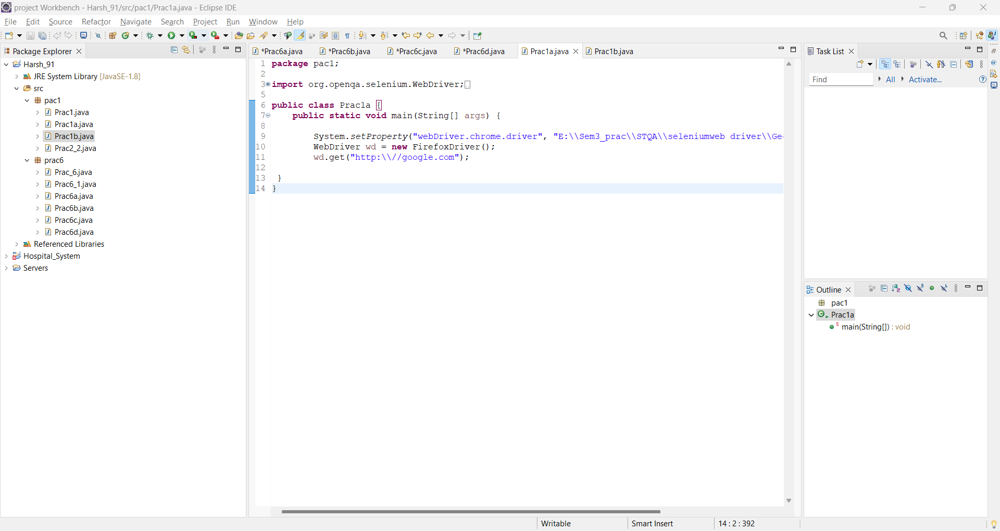 project Workbench - Harsh_91/src/pac1/Prac1a.java - Eclipse IDE
File Edit Source Refactor Navigate Search Project Run Window Help
Package Explorer
Harsh_91
JRE System Library [JavaSE-1.8]
src
pac1
Prac1.java
Prac1a.java
Prac1b.java
Prac2_2.java
prac6
Prac_6.java
Prac6_1.java
Prac6a.java
Prac6b.java
Prac6c.java
Prac6d.java
Referenced Libraries
Hospital_System
Servers
*Prac6a.java *Prac6b.java *Prac6c.java *Prac6d.java Prac1a.java Prac1b.java
1 package pac1;
2
3 import org.openqa.selenium.WebDriver;
5
6 public class Prac1a {
7 public static void main(String[] args) {
8
9 System.setProperty("webDriver.chrome.driver", "E:\\Sem3_prac\\STQA\\seleniumweb driver\\Ge
10 WebDriver wd = new FirefoxDriver();
11 wd.get("http:\\//google.com");
12
13 }
14 }
Task List
Find All Activate...
Outline
pac1
Prac1a
main(String[]) : void
Writable Smart Insert 14 : 2 : 392